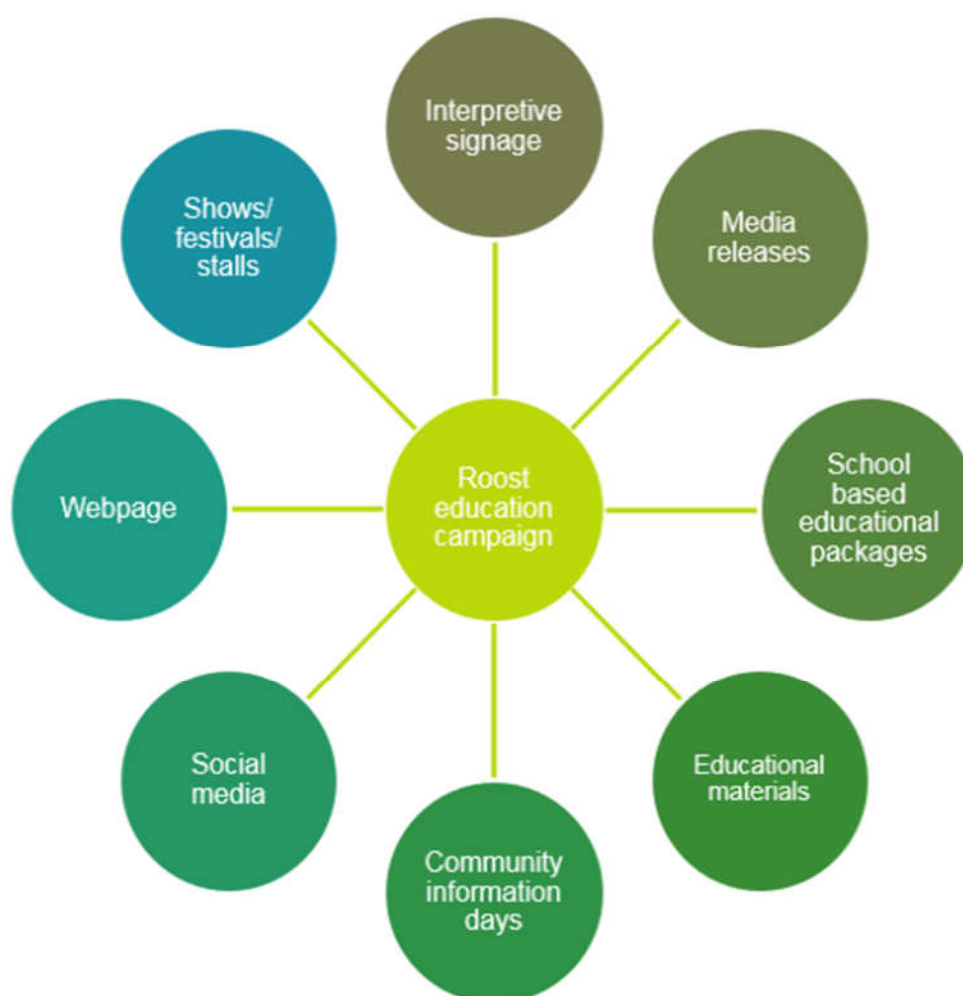 Interpretive
signage
Media
releases
School
based
educational
packages
Educational
materials
Community
information
days
Social
media
Webpage
Shows/
festivals/
stalls
Roost
education
campaign